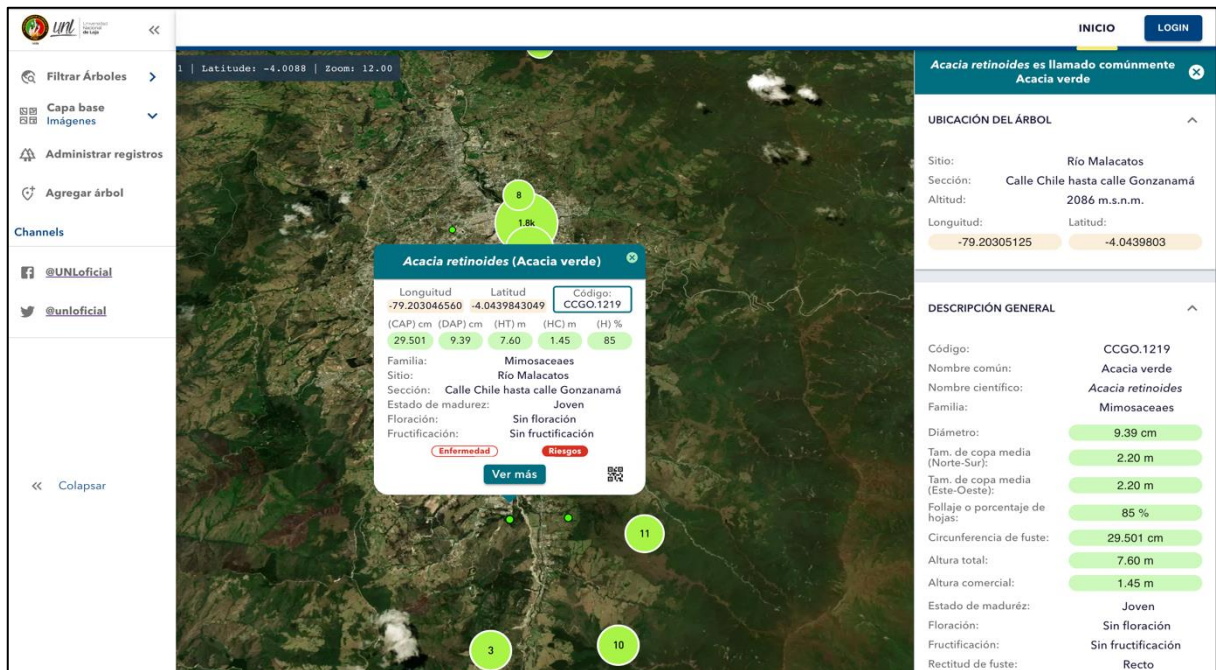 unl Universidad Nacional de Loja
INICIO
LOGIN
Filtrar Árboles
Capa base
Imágenes
Administrar registros
Agregar árbol
Channels
@UNLoficial
@unloficial
Colapsar
1 | Latitude: -4.0088 | Zoom: 12.00
8
1.8k
Acacia retinoides (Acacia verde)
Longuitud Latitud Código:
-79.203046560 -4.0439843049 CCGO.1219
(CAP) cm (DAP) cm (HT) m (HC) m (H) %
29.501 9.39 7.60 1.45 85
Familia: Mimosaceaes
Sitio: Río Malacatos
Sección: Calle Chile hasta calle Gonzanamá
Estado de madurez: Joven
Floración: Sin floración
Fructificación: Sin fructificación
Enfermedad Riesgos
Ver más
11
3
10
Acacia retinoides es llamado comúnmente
Acacia verde
UBICACIÓN DEL ÁRBOL
Sitio: Río Malacatos
Sección: Calle Chile hasta calle Gonzanamá
Altitud: 2086 m.s.n.m.
Longuitud: Latitud:
-79.20305125 -4.0439803
DESCRIPCIÓN GENERAL
Código: CCGO.1219
Nombre común: Acacia verde
Nombre científico: Acacia retinoides
Familia: Mimosaceaes
Diámetro: 9.39 cm
Tam. de copa media
(Norte-Sur): 2.20 m
Tam. de copa media
(Este-Oeste): 2.20 m
Follaje o porcentaje de
hojas: 85 %
Circunferencia de fuste: 29.501 cm
Altura total: 7.60 m
Altura comercial: 1.45 m
Estado de maduréz: Joven
Floración: Sin floración
Fructificación: Sin fructificación
Rectitud de fuste: Recto